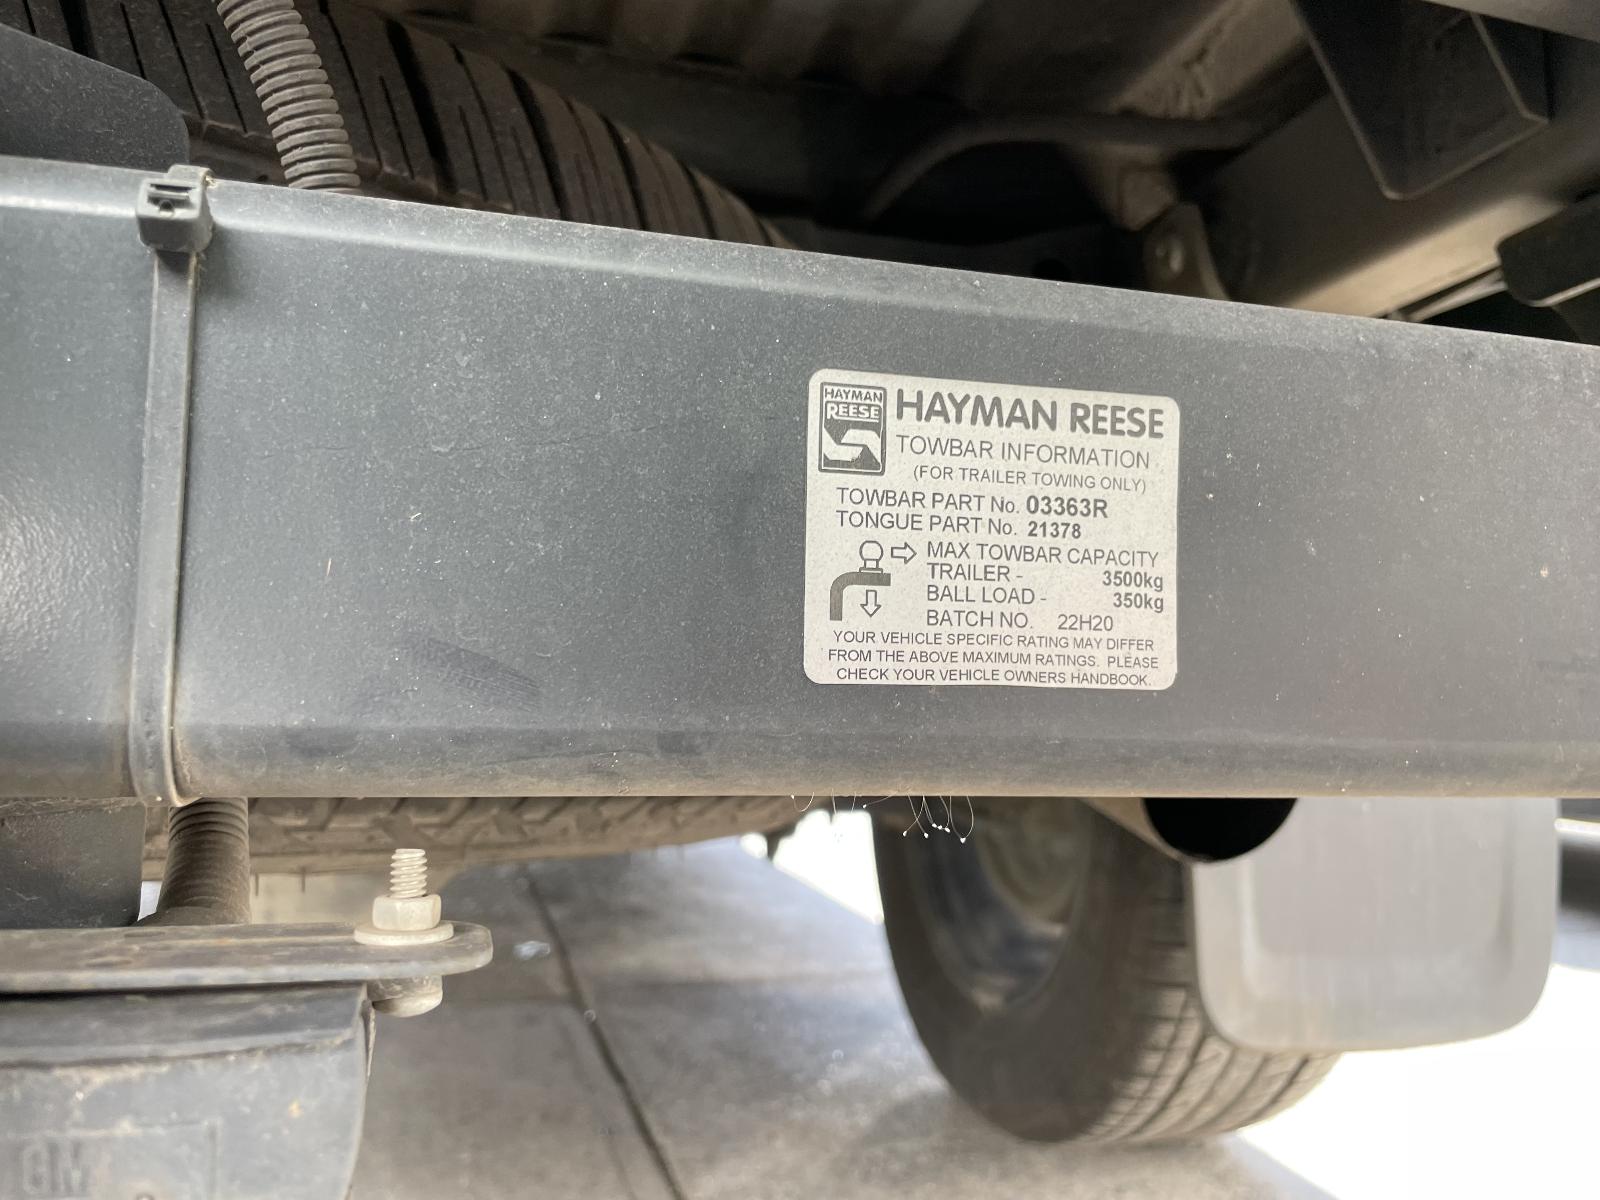 HAYMAN
REESE
HAYMAN REESE
TOWBAR INFORMATION
(FOR TRAILER TOWING ONLY)
TOWBAR PART No. 03363R
TONGUE PART No. 21378
MAX TOWBAR CAPACITY
TRAILER - 3500kg
BALL LOAD - 350kg
BATCH NO. 22H20
YOUR VEHICLE SPECIFIC RATING MAY DIFFER
FROM THE ABOVE MAXIMUM RATINGS. PLEASE
CHECK YOUR VEHICLE OWNERS HANDBOOK.
GM